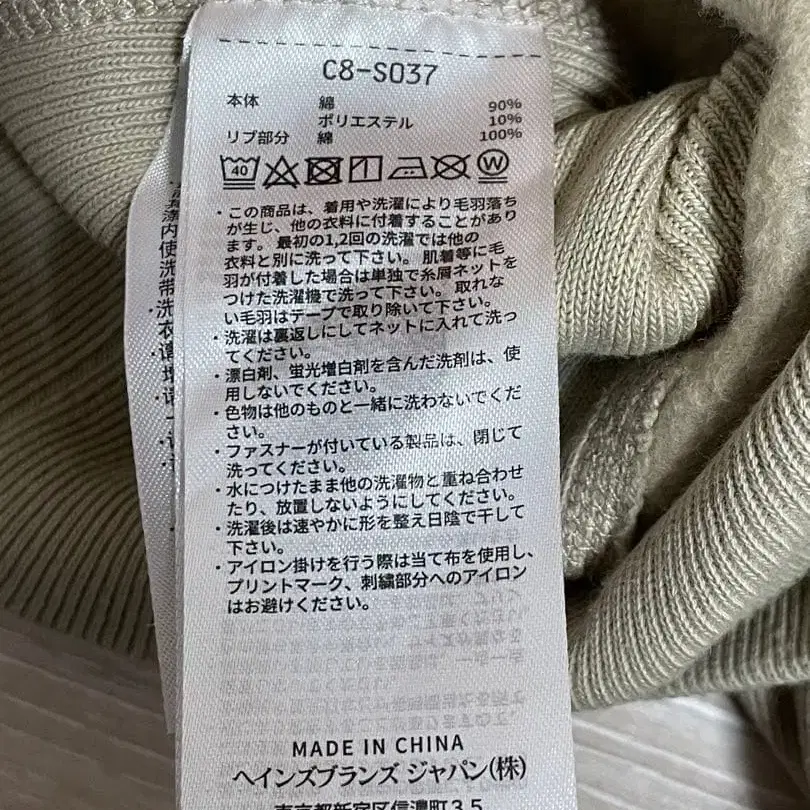 C8-S037
本体 綿 90%
ポリエステル 10%
リブ部分 綿 100%
40
W
・この商品は、着用や洗濯により毛羽落ち
が生じ、他の衣料に付着することがあり
ます。最初の1,2回の洗濯では他の
衣料と別に洗って下さい。肌着等に毛
羽が付着した場合は単独で糸屑ネットを
つけた洗濯機で洗って下さい。取れな
い毛羽はテープで取り除いて下さい。
・洗濯は裏返しにしてネットに入れて洗っ
てください。
・漂白剤、蛍光増白剤を含んだ洗剤は、使
用しないでください。
・色物は他のものと一緒に洗わないでくだ
さい。
・ファスナーが付いている製品は、閉じて
洗ってください。
・水につけたまま他の洗濯物と重ね合わせ
たり、放置しないようにしてください。
・洗濯後は速やかに形を整え日陰で干して
下さい。
・アイロン掛けを行う際は当て布を使用し、
プリントマーク、刺繍部分へのアイロン
はお避けください。
MADE IN CHINA
ヘインズブランズ ジャパン(株)
東京都新宿区信濃町35